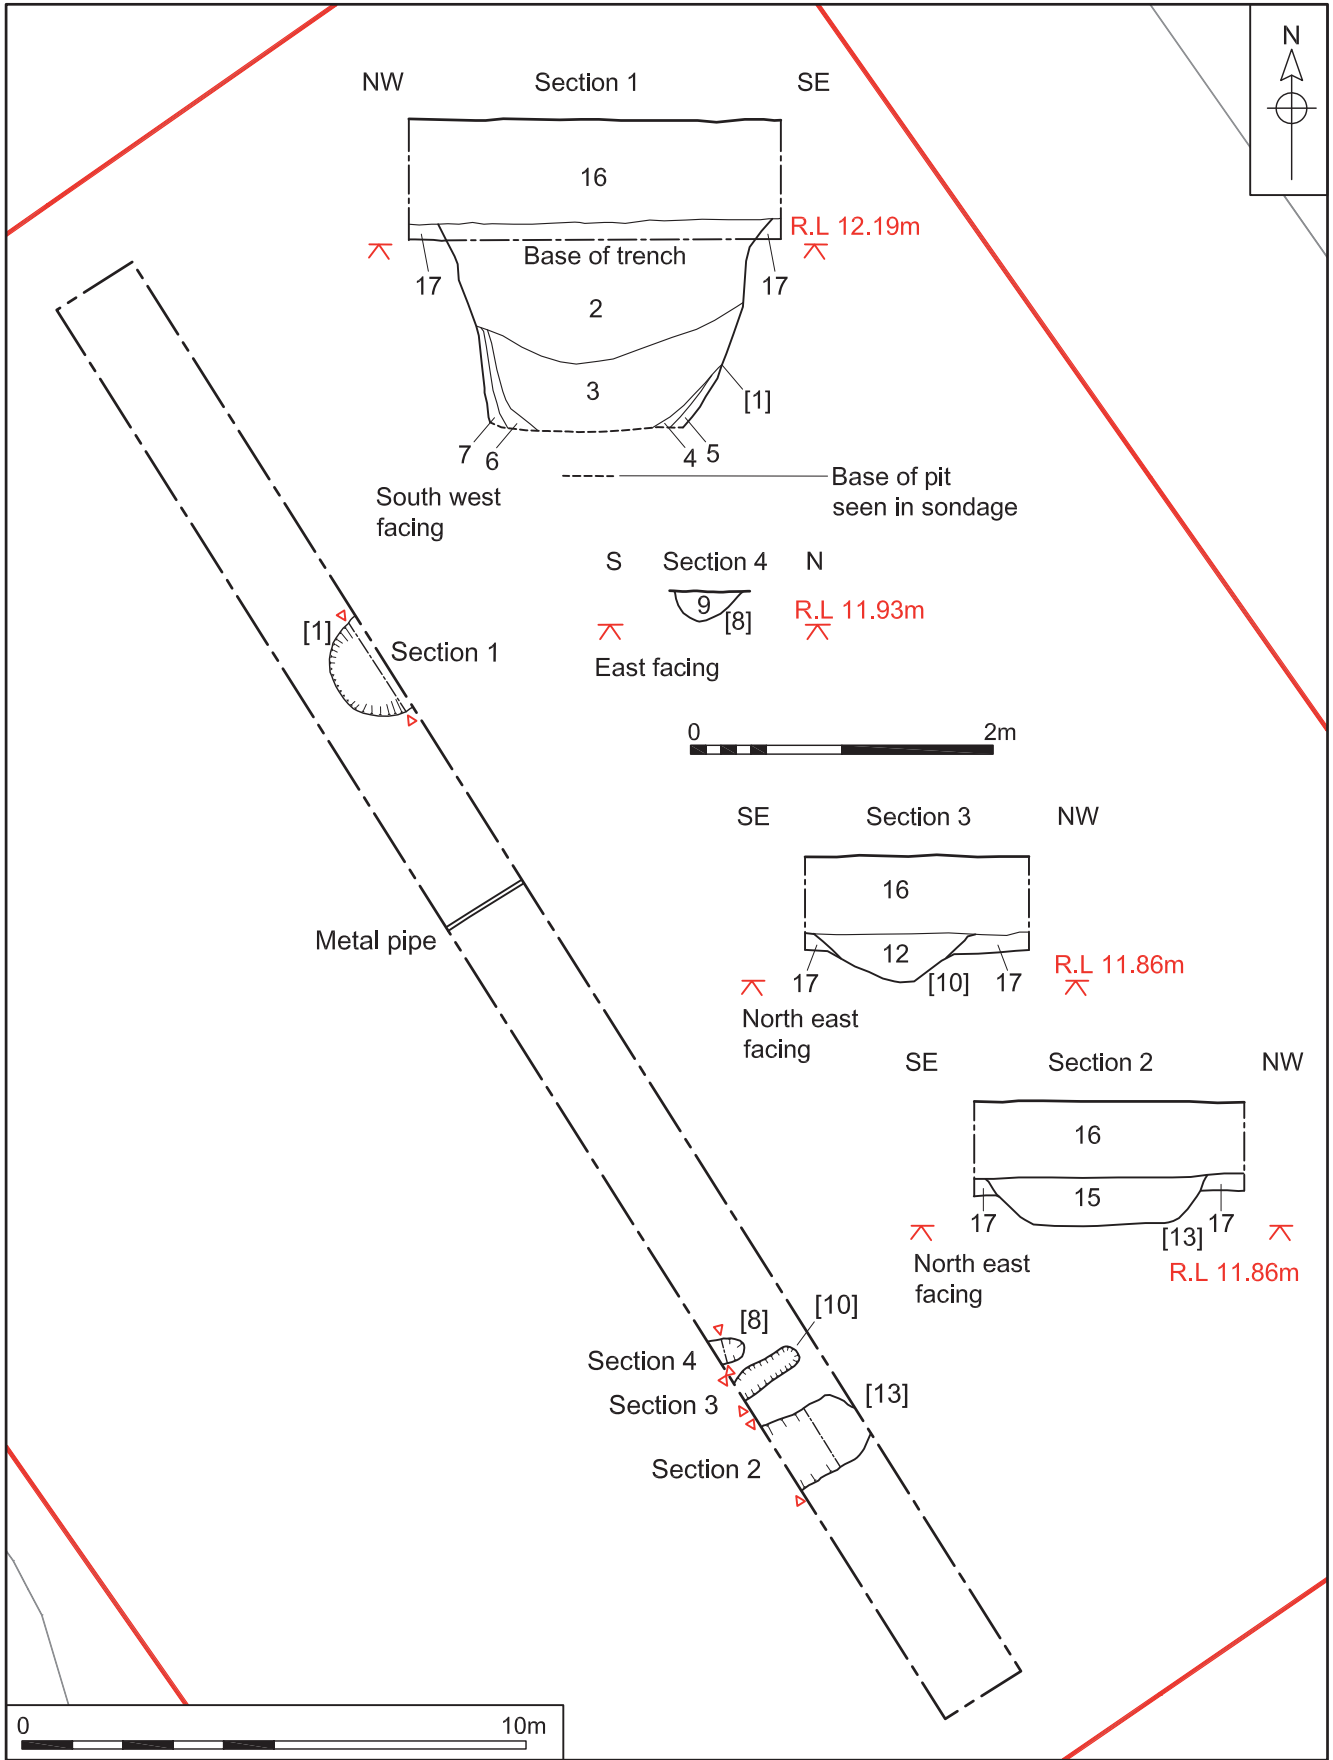 N
NW Section 1 SE
16
R.L 12.19m
Base of trench
17 17
2
3
[1]
7 6 4 5
Base of pit
seen in sondage
South west
facing
S Section 4 N
9
[8]
R.L 11.93m
East facing
[1]
Section 1
0 2m
SE Section 3 NW
16
12
17 [10] 17
R.L 11.86m
North east
facing
Metal pipe
SE Section 2 NW
16
15
17 17
[13]
North east
facing
R.L 11.86m
[8]
[10]
Section 4
Section 3
[13]
Section 2
0 10m